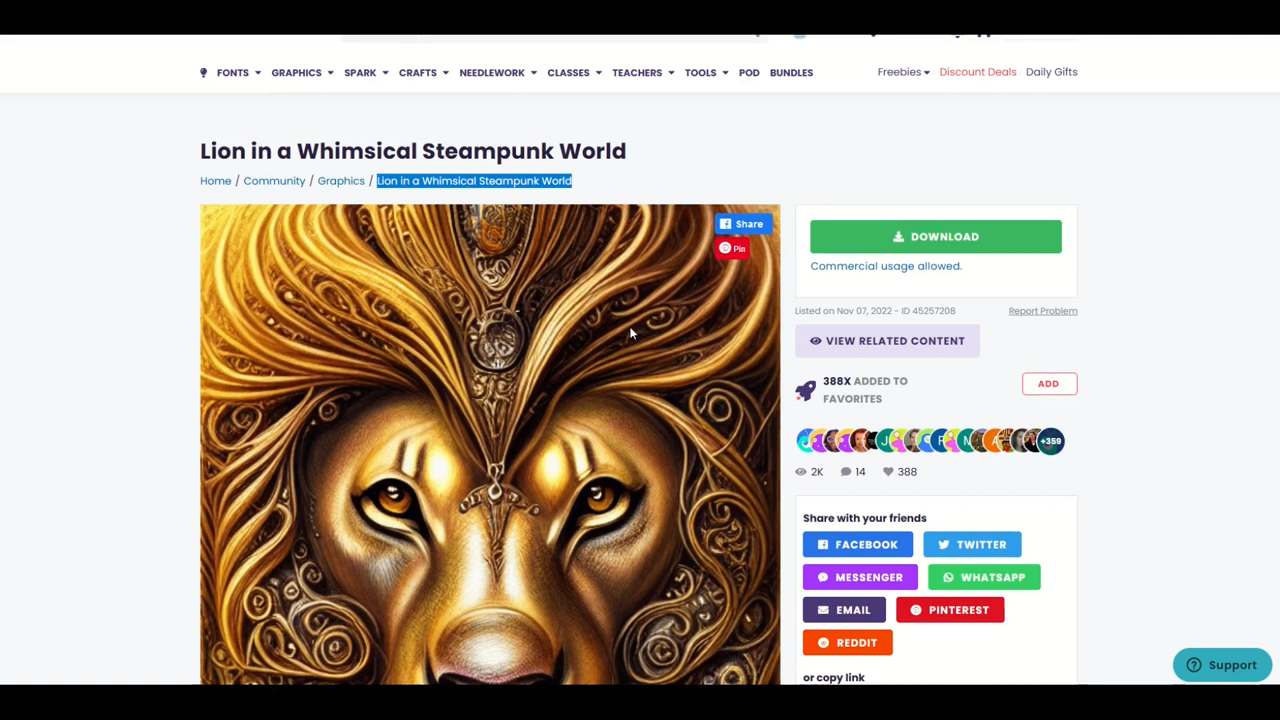 FONTS GRAPHICS SPARK CRAFTS NEEDLEWORK CLASSES TEACHERS TOOLS POD BUNDLES Freebies Discount Deals Daily Gifts
Lion in a Whimsical Steampunk World
Home / Community / Graphics / Lion in a Whimsical Steampunk World
Share
Pin
DOWNLOAD
Commercial usage allowed.
Listed on Nov 07, 2022 - ID 45257208 Report Problem
VIEW RELATED CONTENT
388X ADDED TO
FAVORITES
ADD
+359
2K 14 388
Share with your friends
FACEBOOK TWITTER
MESSENGER WHATSAPP
EMAIL PINTEREST
REDDIT
or copy link
Support